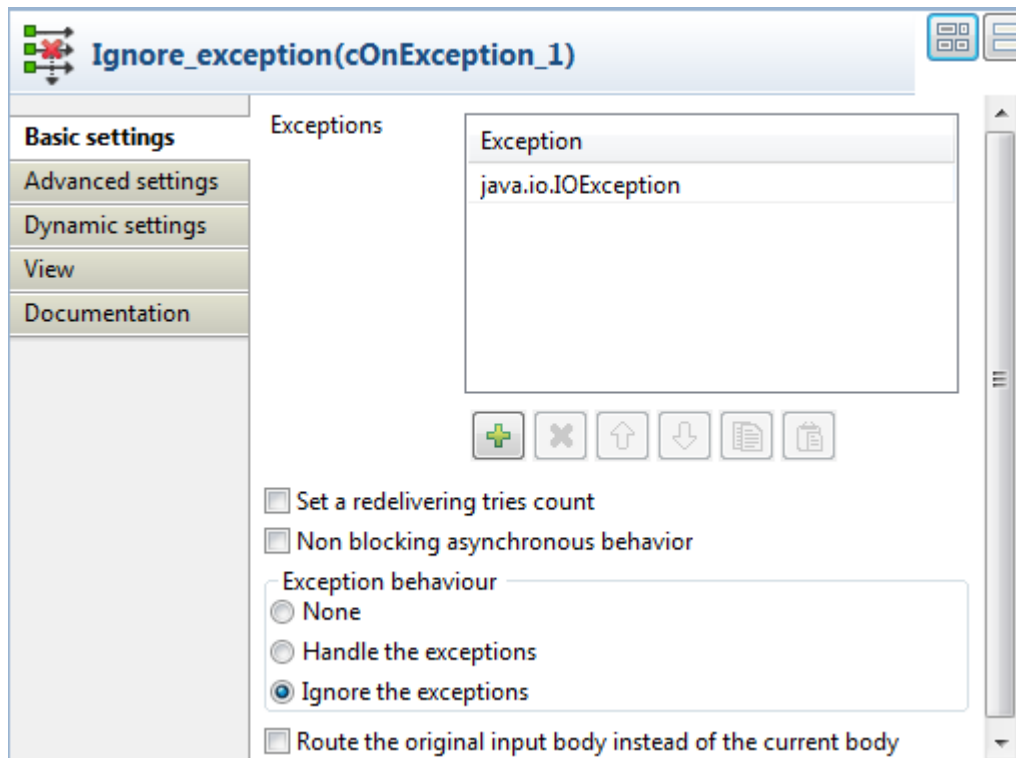 Ignore_exception(cOnException_1)
Basic settings
Advanced settings
Dynamic settings
View
Documentation
Exceptions
Exception
java.io.IOException
Set a redelivering tries count
Non blocking asynchronous behavior
Exception behaviour
None
Handle the exceptions
Ignore the exceptions
Route the original input body instead of the current body